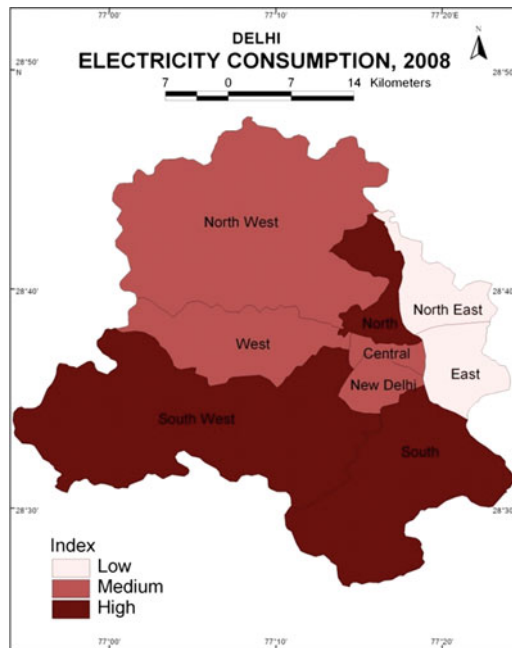 77°00' 77°10' 77°20'E
DELHI
ELECTRICITY CONSUMPTION, 2008
N
7 0 7 14 Kilometers
28°50'
N
28°50'
North West
28°40'
28°40'
North East
North
West
Central
East
New Delhi
South West
South
28°30'
28°30'
Index
Low
Medium
High
77°00' 77°10' 77°20'